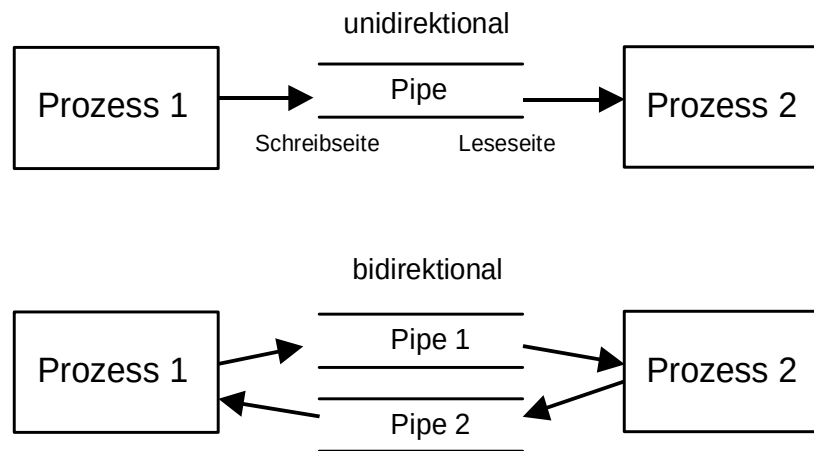 unidirektional
Prozess 1
Pipe
Prozess 2
Schreibseite
Leseseite
bidirektional
Prozess 1
Pipe 1
Prozess 2
Pipe 2